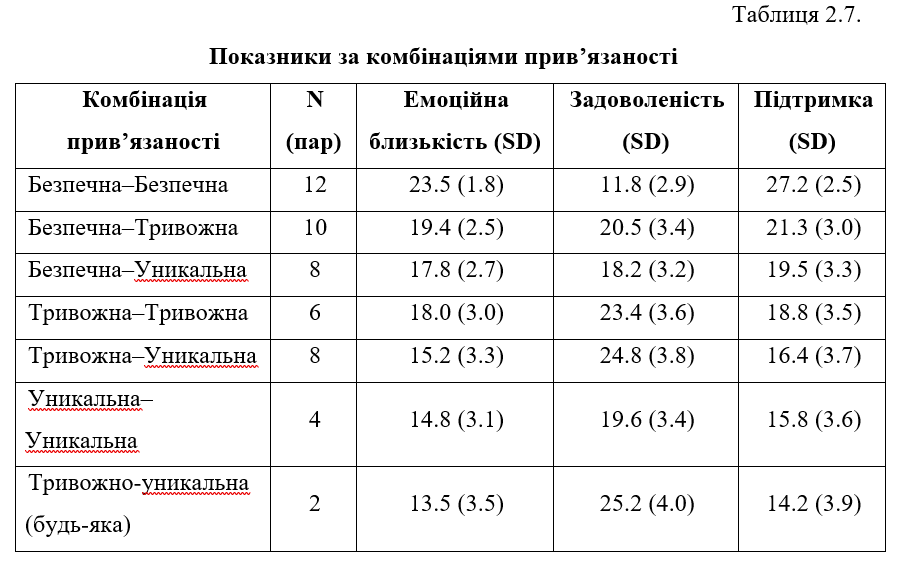 Таблиця 2.7.
Показники за комбінаціями прив’язаності
Комбінація N Емоційна Задоволеність Підтримка
прив’язаності (пар) близькість (SD) (SD) (SD)
Безпечна–Безпечна 12 23.5 (1.8) 11.8 (2.9) 27.2 (2.5)
Безпечна–Тривожна 10 19.4 (2.5) 20.5 (3.4) 21.3 (3.0)
Безпечна–Уникальна 8 17.8 (2.7) 18.2 (3.2) 19.5 (3.3)
Тривожна–Тривожна 6 18.0 (3.0) 23.4 (3.6) 18.8 (3.5)
Тривожна–Уникальна 8 15.2 (3.3) 24.8 (3.8) 16.4 (3.7)
Уникальна–
Уникальна 4 14.8 (3.1) 19.6 (3.4) 15.8 (3.6)
Тривожно-уникальна
(будь-яка) 2 13.5 (3.5) 25.2 (4.0) 14.2 (3.9)